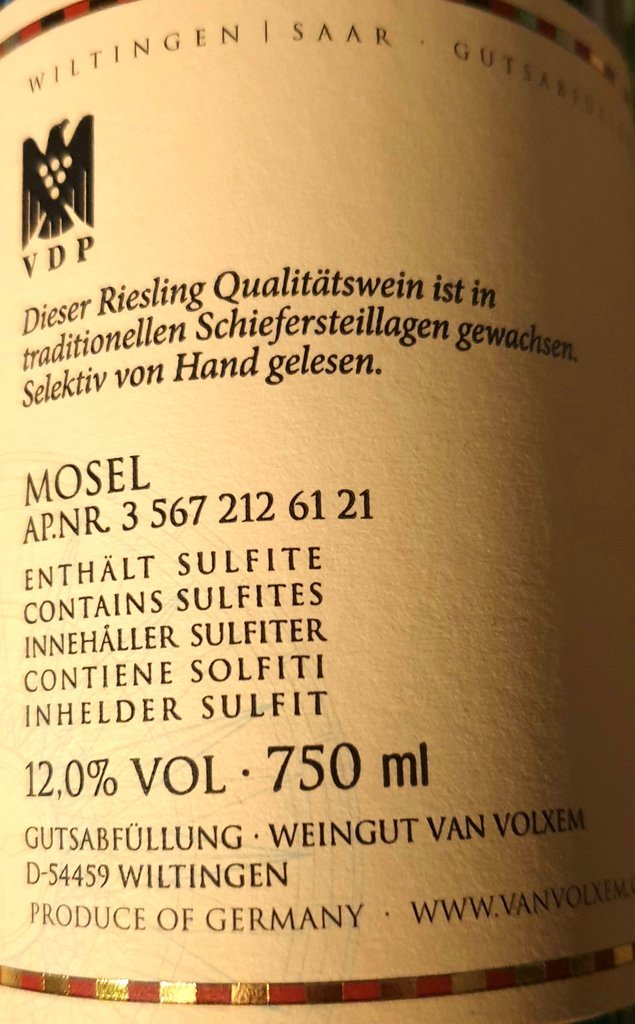 WILTINGEN | SAAR · GUTSABFÜLLUNG
VDP
Dieser Riesling Qualitätswein ist in
traditionellen Schiefersteillagen gewachsen.
Selektiv von Hand gelesen.
MOSEL
AP.NR. 3 567 212 61 21
ENTHÄLT SULFITE
CONTAINS SULFITES
INNEHÅLLER SULFITER
CONTIENE SOLFITI
INHELDER SULFIT
12,0% VOL · 750 ml
GUTSABFÜLLUNG · WEINGUT VAN VOLXEM
D-54459 WILTINGEN
PRODUCE OF GERMANY · WWW.VANVOLXEM.